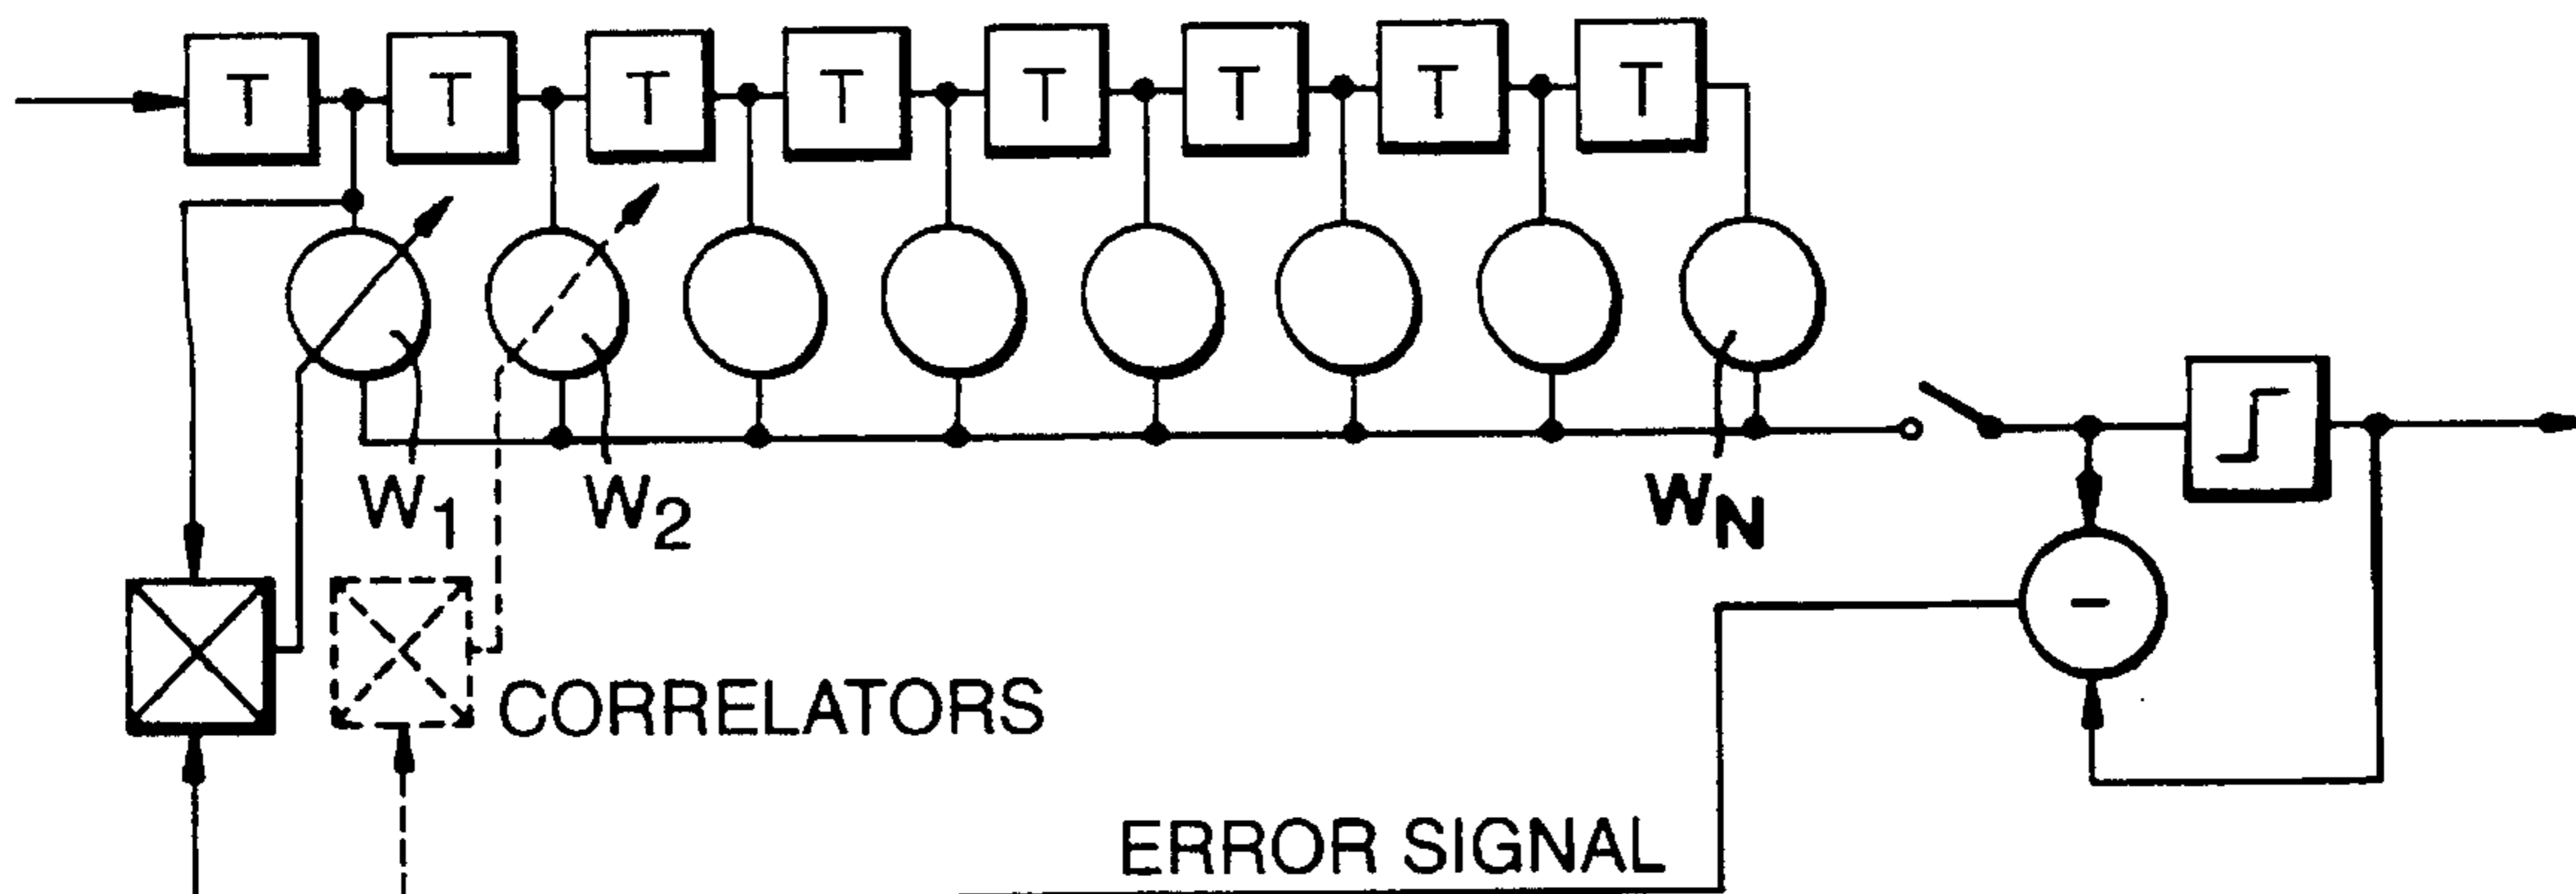 T T T T T T T T
W1 W2 WN
-
CORRELATORS
ERROR SIGNAL